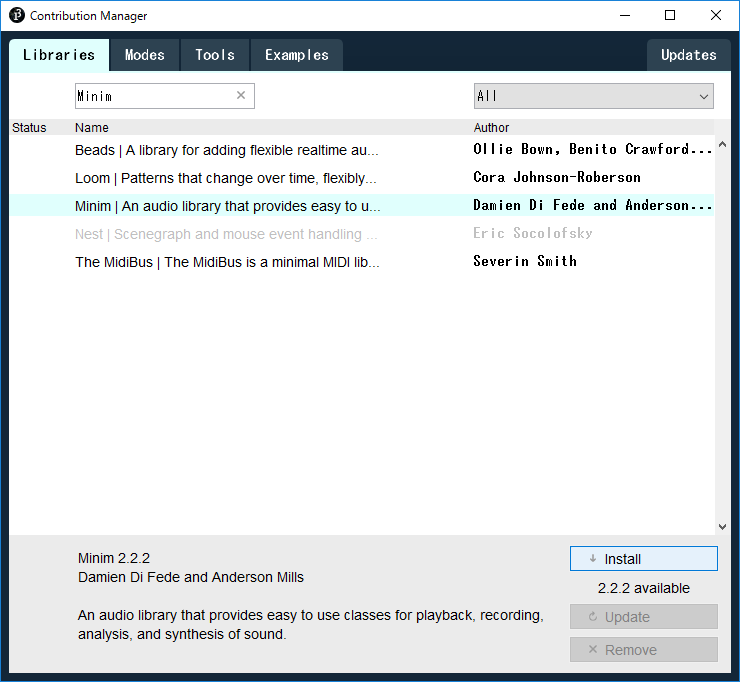 Contribution Manager
Libraries Modes Tools Examples Updates
Minim All
Status Name Author
Beads | A library for adding flexible realtime au... Ollie Bown, Benito Crawford...
Loom | Patterns that change over time, flexibly... Cora Johnson-Roberson
Minim | An audio library that provides easy to u... Damien Di Fede and Anderson...
Nest | Scenegraph and mouse event handling ... Eric Socolofsky
The MidiBus | The MidiBus is a minimal MIDI lib... Severin Smith
Minim 2.2.2
Damien Di Fede and Anderson Mills
An audio library that provides easy to use classes for playback, recording,
analysis, and synthesis of sound.
Install
2.2.2 available
Update
Remove